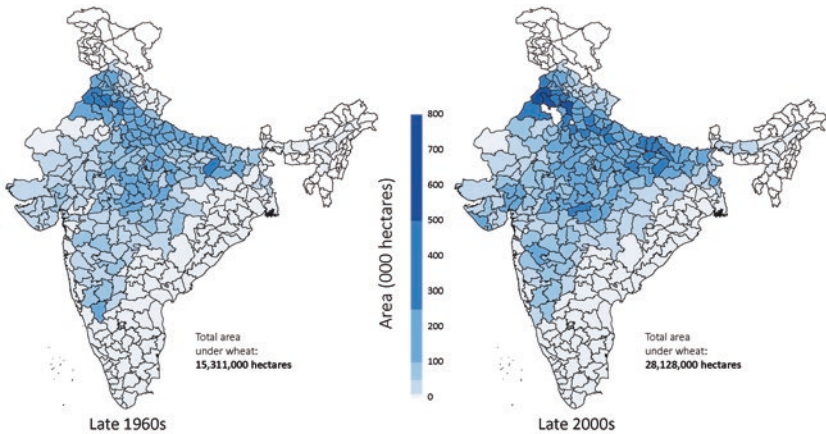 Total area
under wheat:
15,311,000 hectares
Late 1960s
Area (000 hectares)
800
700
600
500
400
300
200
100
0
Total area
under wheat:
28,128,000 hectares
Late 2000s